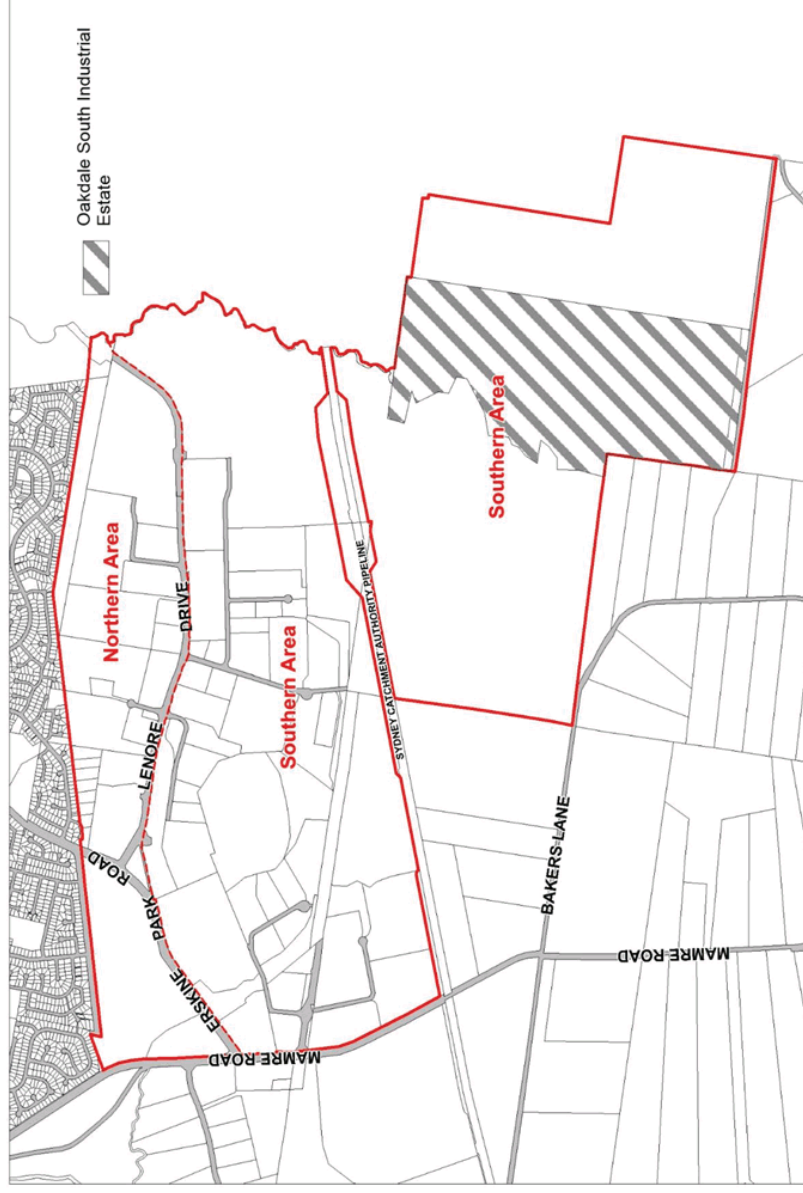 Oakdale South Industrial
Estate
Northern Area
DRIVE
LENORE
Southern Area
Southern Area
SYDNEY CATCHMENT AUTHORITY PIPELINE
ROAD
PARK
ERSKINE
MAMRE ROAD
BAKERS LANE
MAMRE ROAD